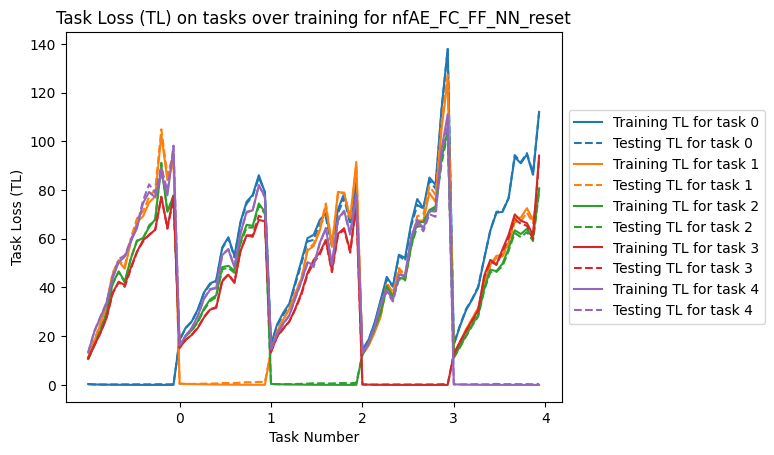 Task Loss (TL) on tasks over training for nfAE_FC_FF_NN_reset
140
120
100
80
60
40
20
0
Task Loss (TL)
0
1
2
3
4
Task Number
Training TL for task 0
Testing TL for task 0
Training TL for task 1
Testing TL for task 1
Training TL for task 2
Testing TL for task 2
Training TL for task 3
Testing TL for task 3
Training TL for task 4
Testing TL for task 4